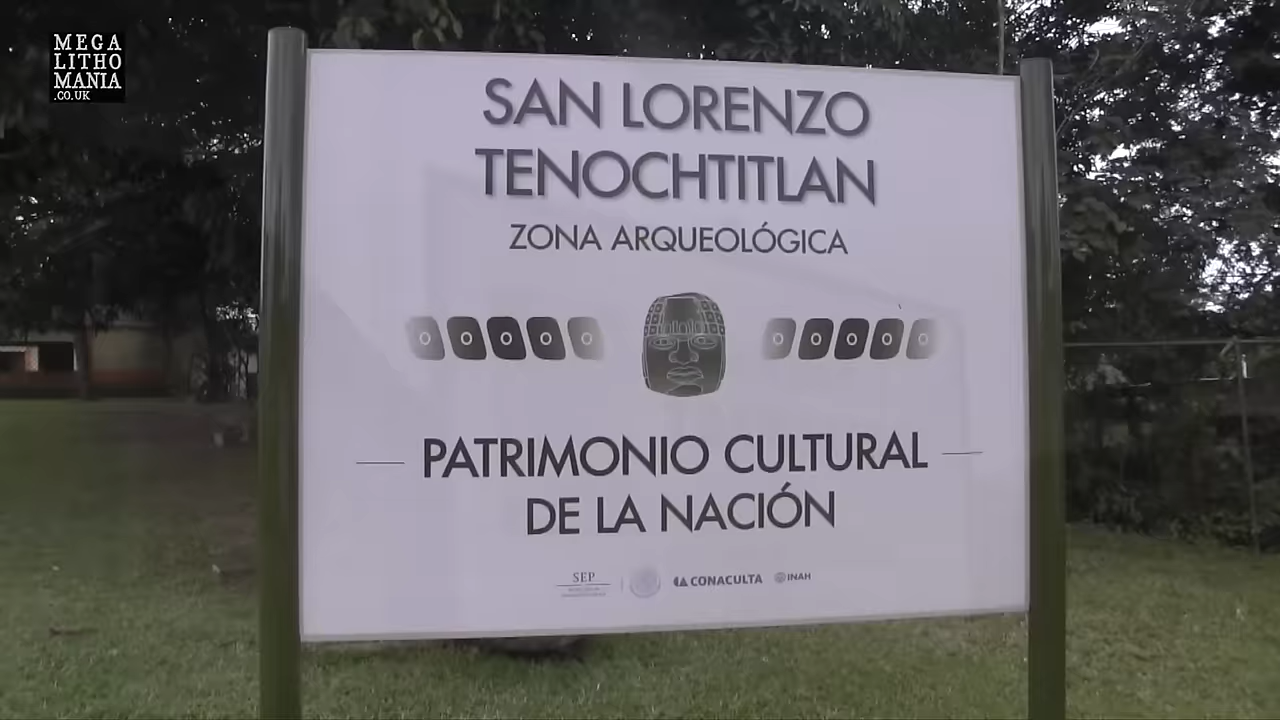 MEGA
LITHO
MANIA
.CO.UK
SAN LORENZO
TENOCHTITLAN
ZONA ARQUEOLÓGICA
PATRIMONIO CULTURAL
DE LA NACIÓN
SEP
CONACULTA
INAH